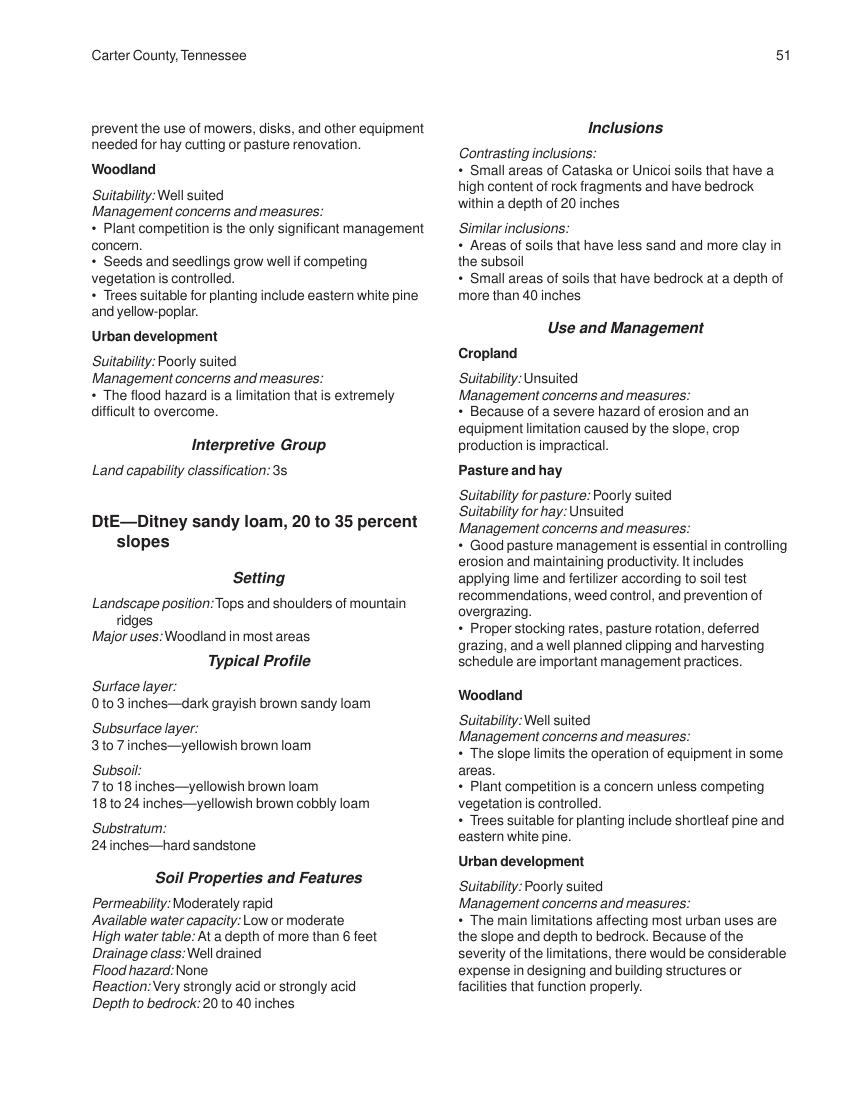 Carter County, Tennessee
51
prevent the use of mowers, disks, and other equipment
needed for hay cutting or pasture renovation.
Woodland
Suitability: Well suited
Management concerns and measures:
• Plant competition is the only significant management
concern.
• Seeds and seedlings grow well if competing
vegetation is controlled.
• Trees suitable for planting include eastern white pine
and yellow-poplar.
Urban development
Suitability: Poorly suited
Management concerns and measures:
• The flood hazard is a limitation that is extremely
difficult to overcome.
Interpretive Group
Land capability classification: 3s
DtE—Ditney sandy loam, 20 to 35 percent
slopes
Setting
Landscape position: Tops and shoulders of mountain
ridges
Major uses: Woodland in most areas
Typical Profile
Surface layer:
0 to 3 inches—dark grayish brown sandy loam
Subsurface layer:
3 to 7 inches—yellowish brown loam
Subsoil:
7 to 18 inches—yellowish brown loam
18 to 24 inches—yellowish brown cobbly loam
Substratum:
24 inches—hard sandstone
Soil Properties and Features
Permeability: Moderately rapid
Available water capacity: Low or moderate
High water table: At a depth of more than 6 feet
Drainage class: Well drained
Flood hazard: None
Reaction: Very strongly acid or strongly acid
Depth to bedrock: 20 to 40 inches
Inclusions
Contrasting inclusions:
• Small areas of Cataska or Unicoi soils that have a
high content of rock fragments and have bedrock
within a depth of 20 inches
Similar inclusions:
• Areas of soils that have less sand and more clay in
the subsoil
• Small areas of soils that have bedrock at a depth of
more than 40 inches
Use and Management
Cropland
Suitability: Unsuited
Management concerns and measures:
• Because of a severe hazard of erosion and an
equipment limitation caused by the slope, crop
production is impractical.
Pasture and hay
Suitability for pasture: Poorly suited
Suitability for hay: Unsuited
Management concerns and measures:
• Good pasture management is essential in controlling
erosion and maintaining productivity. It includes
applying lime and fertilizer according to soil test
recommendations, weed control, and prevention of
overgrazing.
• Proper stocking rates, pasture rotation, deferred
grazing, and a well planned clipping and harvesting
schedule are important management practices.
Woodland
Suitability: Well suited
Management concerns and measures:
• The slope limits the operation of equipment in some
areas.
• Plant competition is a concern unless competing
vegetation is controlled.
• Trees suitable for planting include shortleaf pine and
eastern white pine.
Urban development
Suitability: Poorly suited
Management concerns and measures:
• The main limitations affecting most urban uses are
the slope and depth to bedrock. Because of the
severity of the limitations, there would be considerable
expense in designing and building structures or
facilities that function properly.